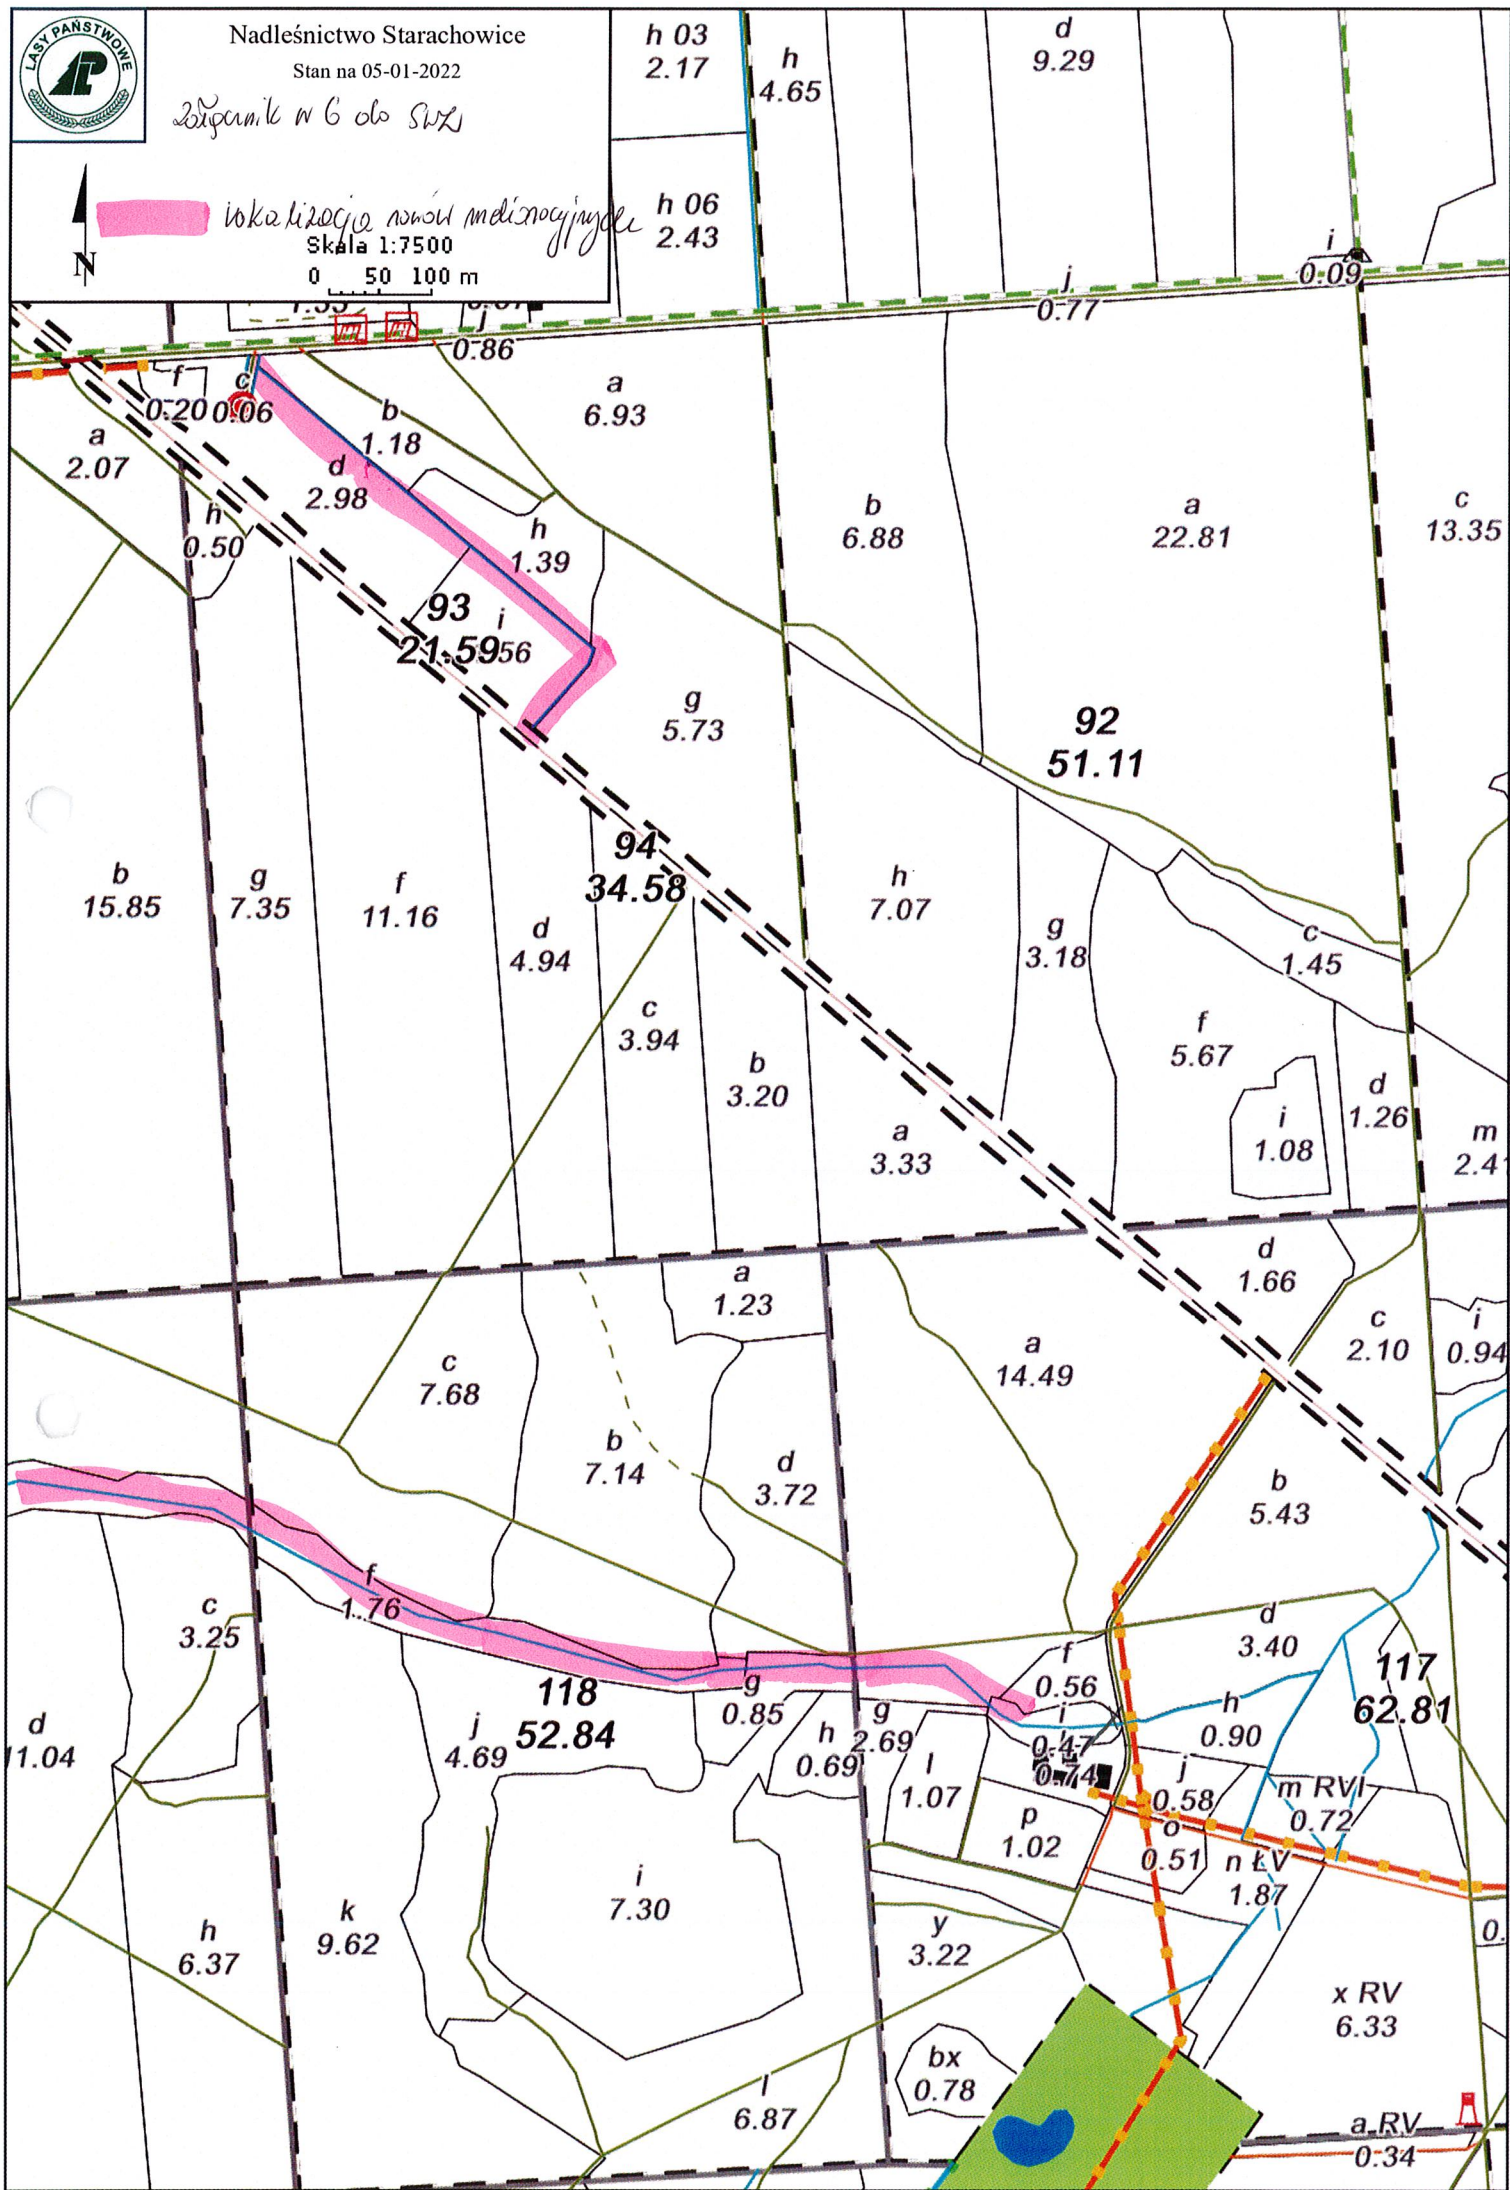 LASY PAŃSTWOWE
Nadleśnictwo Starachowice
Stan na 05-01-2022
załącznik nr 6 do SWZ
lokalizacja rowów melioracyjnych
Skala 1:7500
0 50 100 m
N
h 03
2.17
h
4.65
d
9.29
h 06
2.43
i
0.09
j
0.77
j
0.86
f
0.20
c
0.06
b
1.18
a
6.93
a
2.07
d
2.98
h
0.50
h
1.39
b
6.88
a
22.81
c
13.35
93
21.59
i
56
g
5.73
92
51.11
94
34.58
b
15.85
g
7.35
f
11.16
d
4.94
h
7.07
g
3.18
c
1.45
c
3.94
b
3.20
f
5.67
a
3.33
i
1.08
d
1.26
m
2.4
a
1.23
d
1.66
c
7.68
a
14.49
c
2.10
i
0.94
b
7.14
d
3.72
b
5.43
f
1.76
c
3.25
d
3.40
f
0.56
117
62.81
118
52.84
g
0.85
h
0.69
g
2.69
i
0.47
0.74
h
0.90
d
11.04
j
4.69
l
1.07
j
0.58
m RVI
0.72
p
1.02
o
0.51
n ŁV
1.87
i
7.30
k
9.62
h
6.37
y
3.22
0.
x RV
6.33
bx
0.78
l
6.87
a RV
0.34